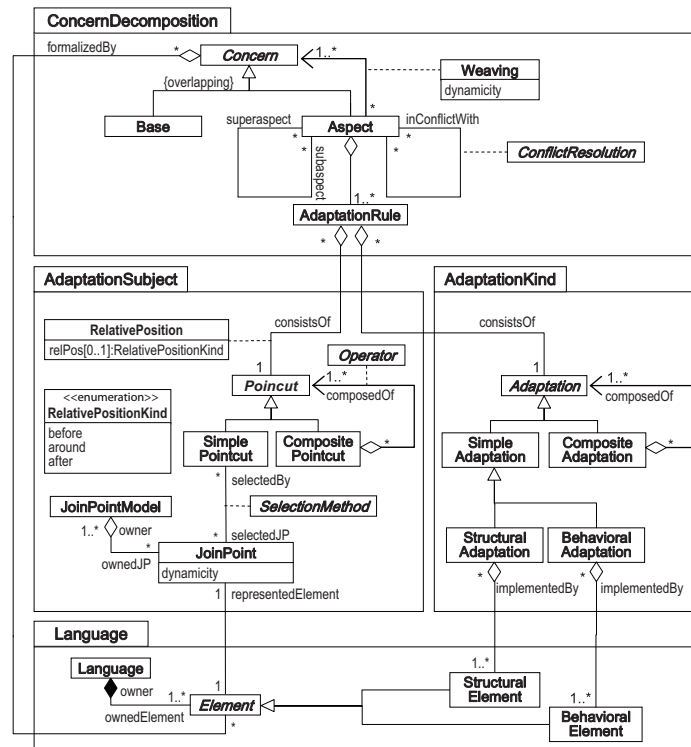 ConcernDecomposition
formalizedBy
*
Concern
1..*
Weaving
dynamicity
{overlapping}
*
Base
superaspect
Aspect
inConflictWith
*
*
*
*
subaspect
ConflictResolution
1..*
AdaptationRule
*
*
AdaptationSubject
AdaptationKind
RelativePosition
relPos[0..1]:RelativePositionKind
consistsOf
consistsOf
Operator
1
1
Poincut
1..*
composedOf
Adaptation
1..*
composedOf
<<enumeration>>
RelativePositionKind
before
around
after
Simple
Pointcut
Composite
Pointcut
*
Simple
Adaptation
Composite
Adaptation
*
*
selectedBy
JoinPointModel
SelectionMethod
1..*
owner
*
selectedJP
Structural
Adaptation
Behavioral
Adaptation
*
ownedJP
JoinPoint
dynamicity
*
implementedBy
*
implementedBy
1
representedElement
Language
Language
owner
1..*
ownedElement
1
Element
*
1..*
Structural
Element
1..*
Behavioral
Element